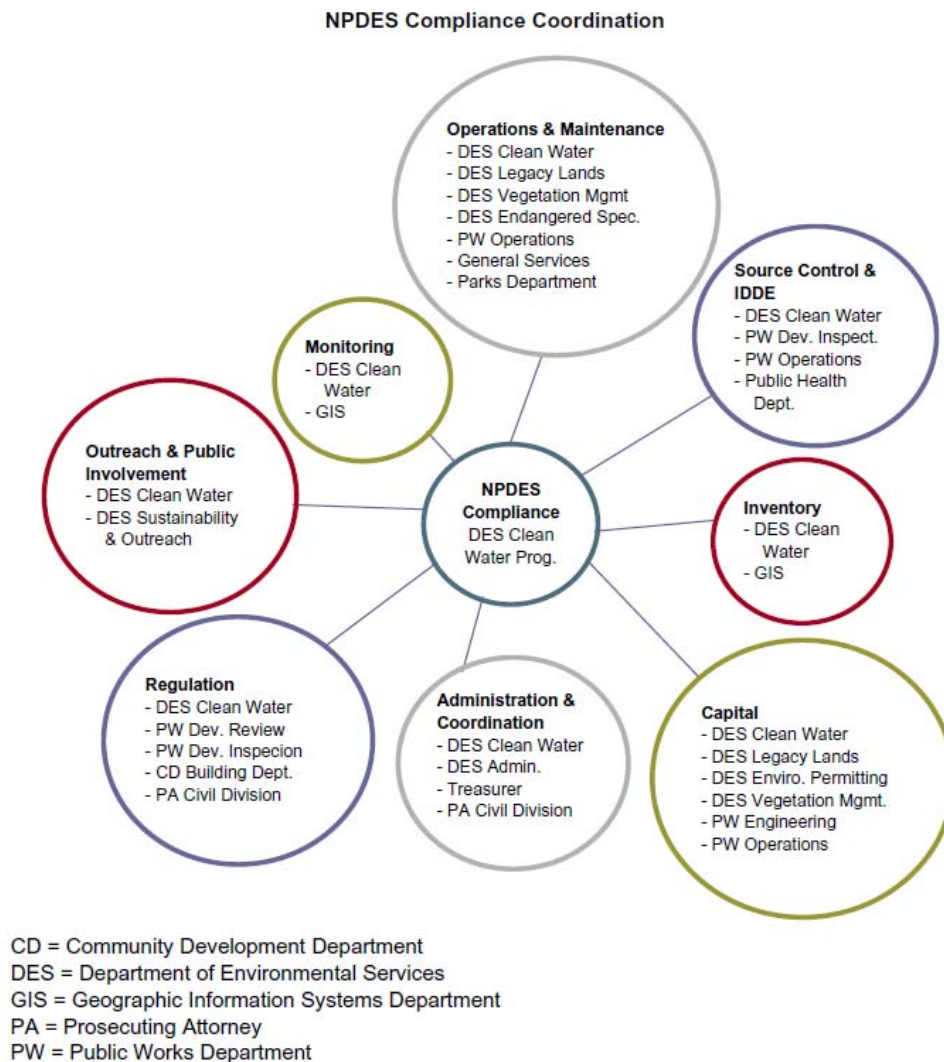 NPDES Compliance Coordination
Operations & Maintenance
- DES Clean Water
- DES Legacy Lands
- DES Vegetation Mgmt
- DES Endangered Spec.
- PW Operations
- General Services
- Parks Department
Source Control &
IDDE
- DES Clean Water
- PW Dev. Inspect.
- PW Operations
- Public Health
Dept.
Monitoring
- DES Clean
Water
- GIS
Outreach & Public
Involvement
- DES Clean Water
- DES Sustainability
& Outreach
NPDES
Compliance
DES Clean
Water Prog.
Inventory
- DES Clean
Water
- GIS
Regulation
- DES Clean Water
- PW Dev. Review
- PW Dev. Inspecion
- CD Building Dept.
- PA Civil Division
Administration &
Coordination
- DES Clean Water
- DES Admin.
- Treasurer
- PA Civil Division
Capital
- DES Clean Water
- DES Legacy Lands
- DES Enviro. Permitting
- DES Vegetation Mgmt.
- PW Engineering
- PW Operations
CD = Community Development Department
DES = Department of Environmental Services
GIS = Geographic Information Systems Department
PA = Prosecuting Attorney
PW = Public Works Department